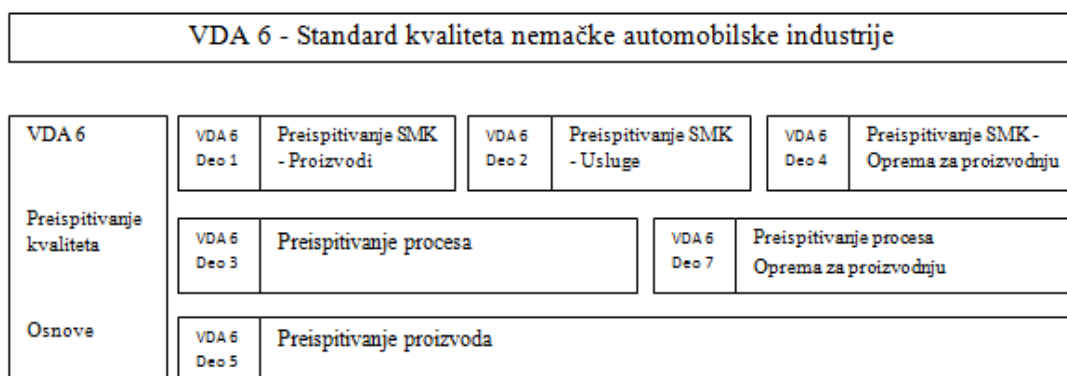 VDA 6 - Standard kvaliteta nemačke automobilske industrije
VDA 6
Preispitivanje
kvaliteta
Osnove
VDA 6
Deo 1
Preispitivanje SMK
- Proizvodi
VDA 6
Deo 2
Preispitivanje SMK
- Usluge
VDA 6
Deo 4
Preispitivanje SMK -
Oprema za proizvodnju
VDA 6
Deo 3
Preispitivanje procesa
VDA 6
Deo 7
Preispitivanje procesa
Oprema za proizvodnju
VDA 6
Deo 5
Preispitivanje proizvoda